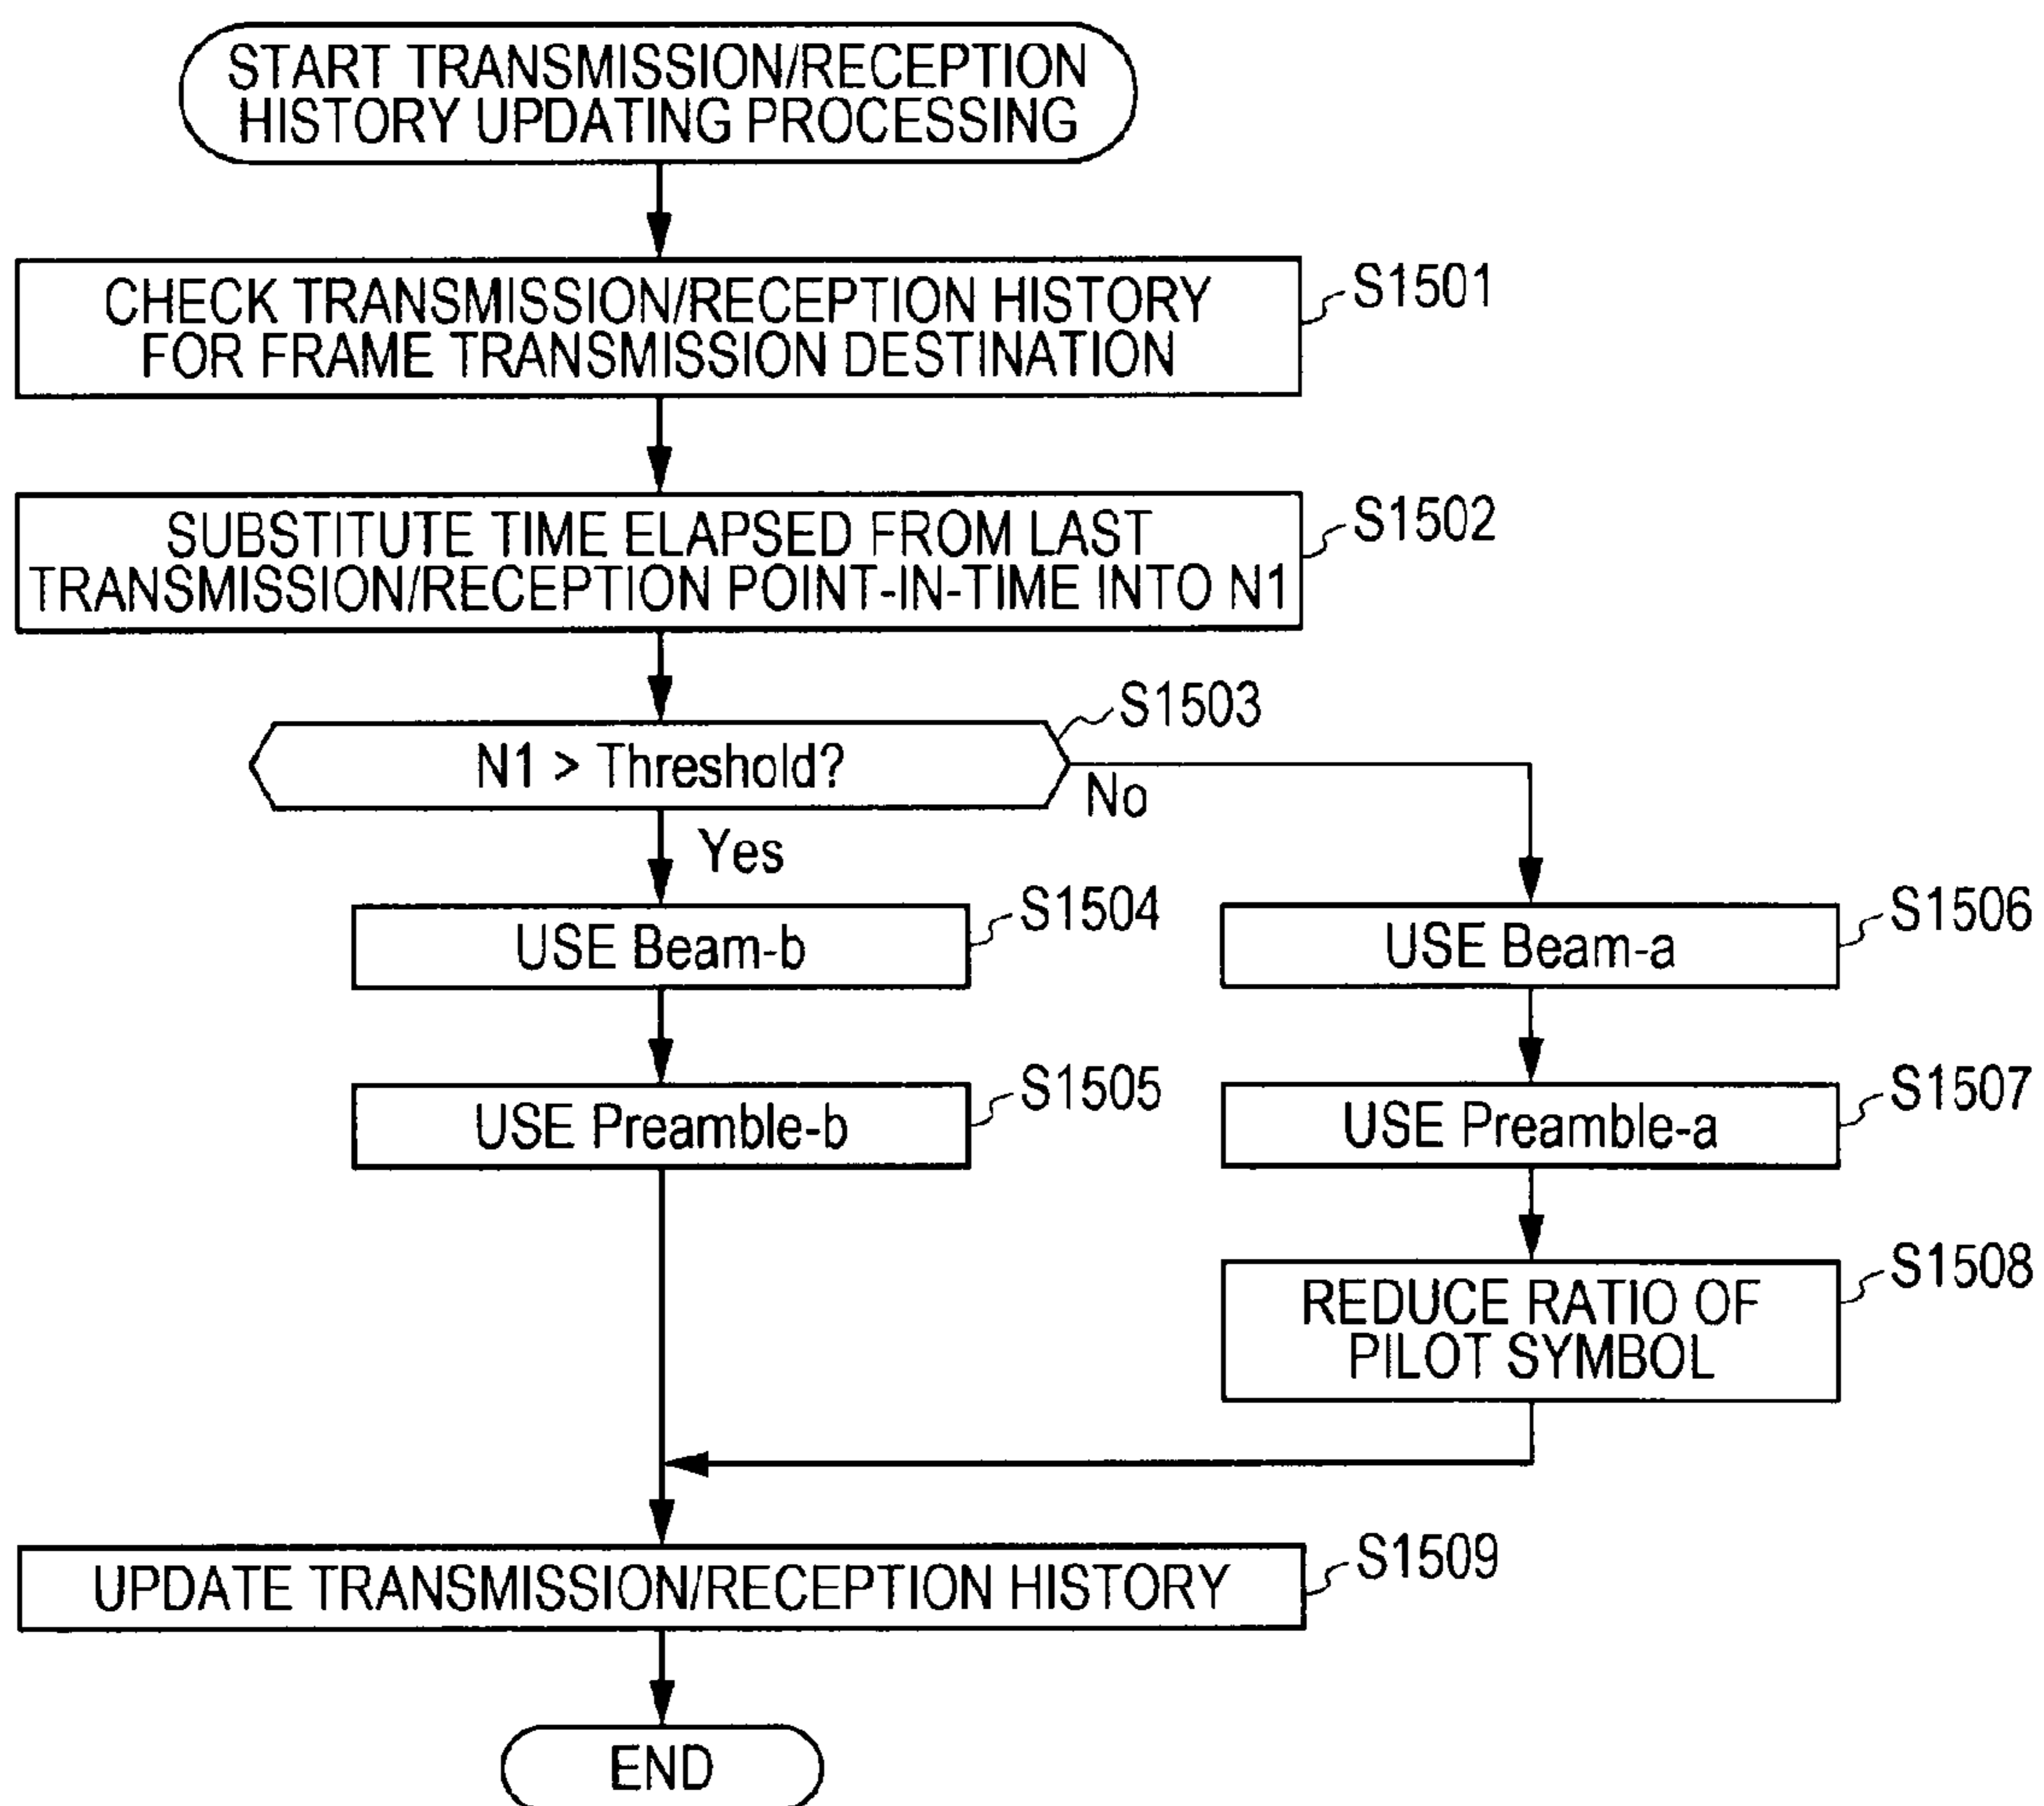 START TRANSMISSION/RECEPTION
HISTORY UPDATING PROCESSING
CHECK TRANSMISSION/RECEPTION HISTORY
FOR FRAME TRANSMISSION DESTINATION
S1501
SUBSTITUTE TIME ELAPSED FROM LAST
TRANSMISSION/RECEPTION POINT-IN-TIME INTO N1
S1502
N1 > Threshold?
S1503
No
Yes
USE Beam-b
S1504
USE Beam-a
S1506
USE Preamble-b
S1505
USE Preamble-a
S1507
REDUCE RATIO OF
PILOT SYMBOL
S1508
UPDATE TRANSMISSION/RECEPTION HISTORY
S1509
END